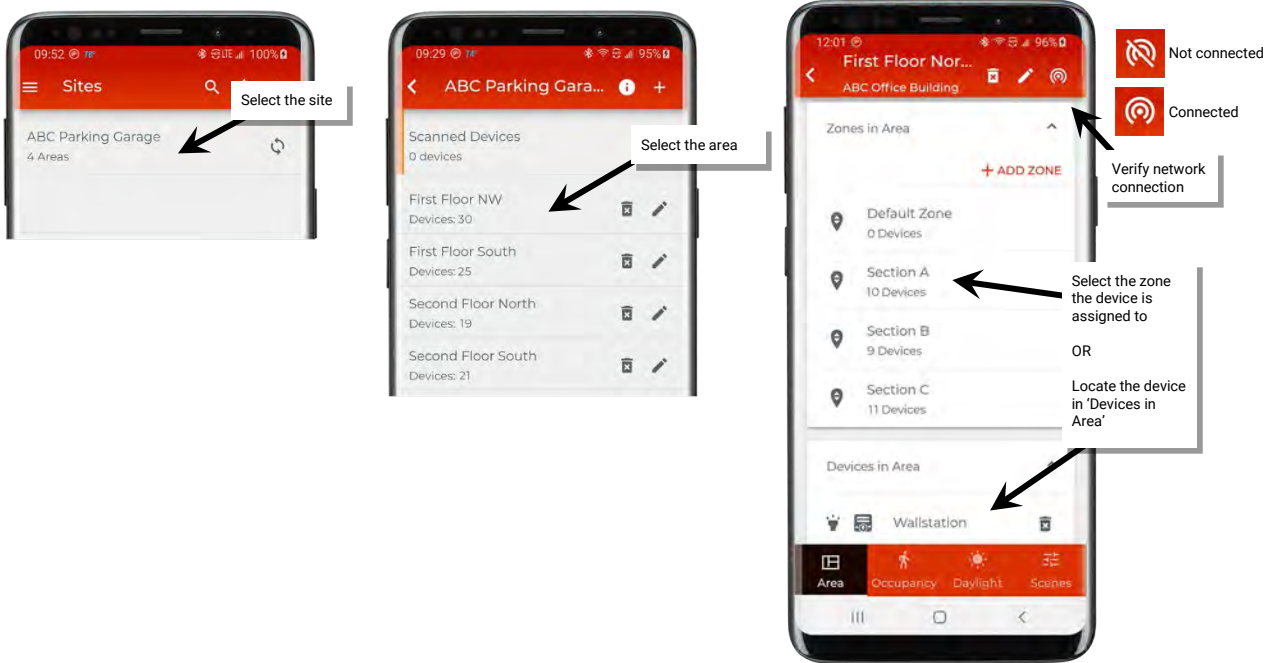 09:52 78°
LTE 100%
Sites
Select the site
ABC Parking Garage
4 Areas
09:29 74°
95%
ABC Parking Gara...
Scanned Devices
0 devices
Select the area
First Floor NW
Devices: 30
First Floor South
Devices: 25
Second Floor North
Devices: 19
Second Floor South
Devices: 21
12:01
96%
First Floor Nor...
ABC Office Building
Zones in Area
+ ADD ZONE
Default Zone
0 Devices
Section A
10 Devices
Section B
9 Devices
Section C
11 Devices
Devices in Area
Wallstation
Area Occupancy Daylight Scenes
Not connected
Connected
Verify network
connection
Select the zone
the device is
assigned to
OR
Locate the device
in ‘Devices in
Area’